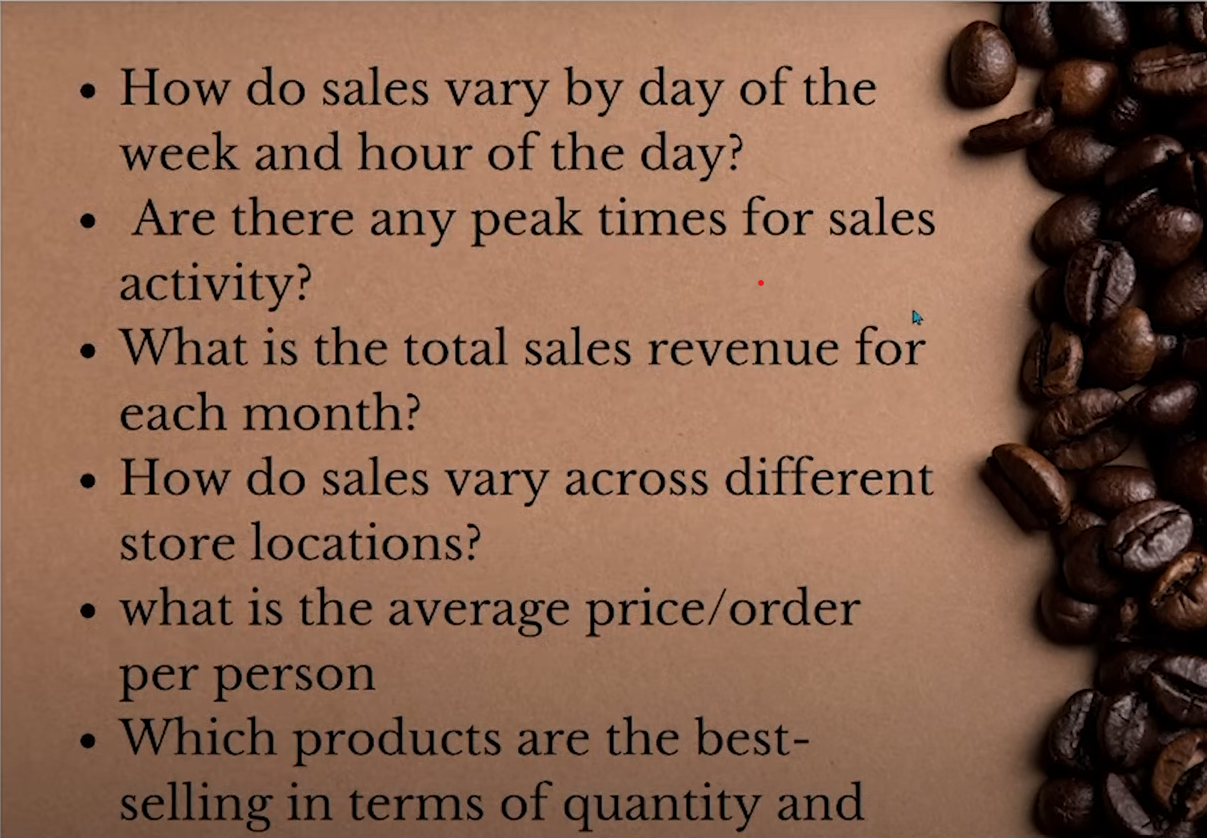 • How do sales vary by day of the
week and hour of the day?
• Are there any peak times for sales
activity?
• What is the total sales revenue for
each month?
• How do sales vary across different
store locations?
• what is the average price/order
per person
• Which products are the best-
selling in terms of quantity and